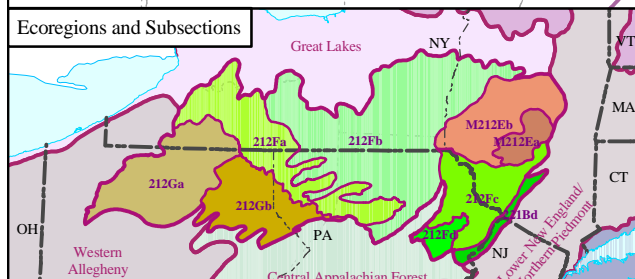 Ecoregions and Subsections
Great Lakes
NY
VT
MA
M212Eb
M212Ea
212Fa
212Fb
CT
212Ga
212Gb
212Fc
221Bd
212Fd
OH
PA
NJ
Western
Allegheny
Lower New England/
Northern Piedmont
Central Appalachian Forest